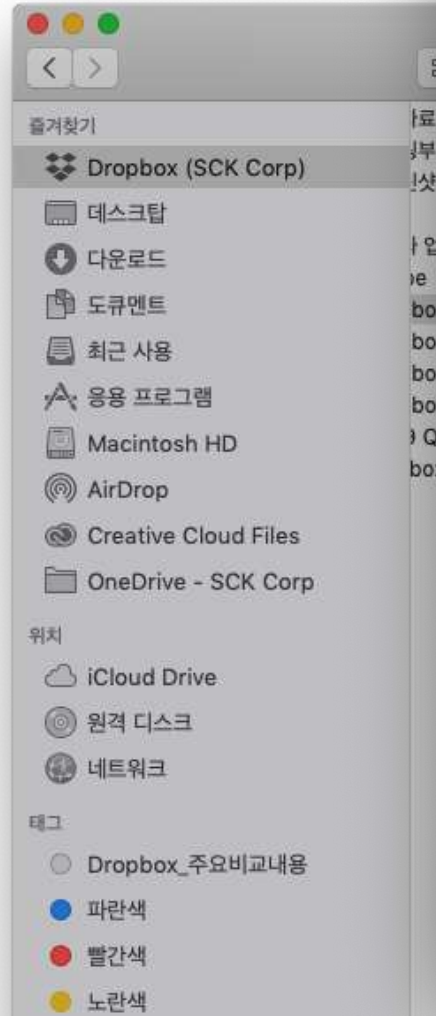 즐겨찾기
Dropbox (SCK Corp)
데스크탑
다운로드
도큐멘트
최근 사용
응용 프로그램
Macintosh HD
AirDrop
Creative Cloud Files
OneDrive - SCK Corp
위치
iCloud Drive
원격 디스크
네트워크
태그
Dropbox_주요비교내용
파란색
빨간색
노란색